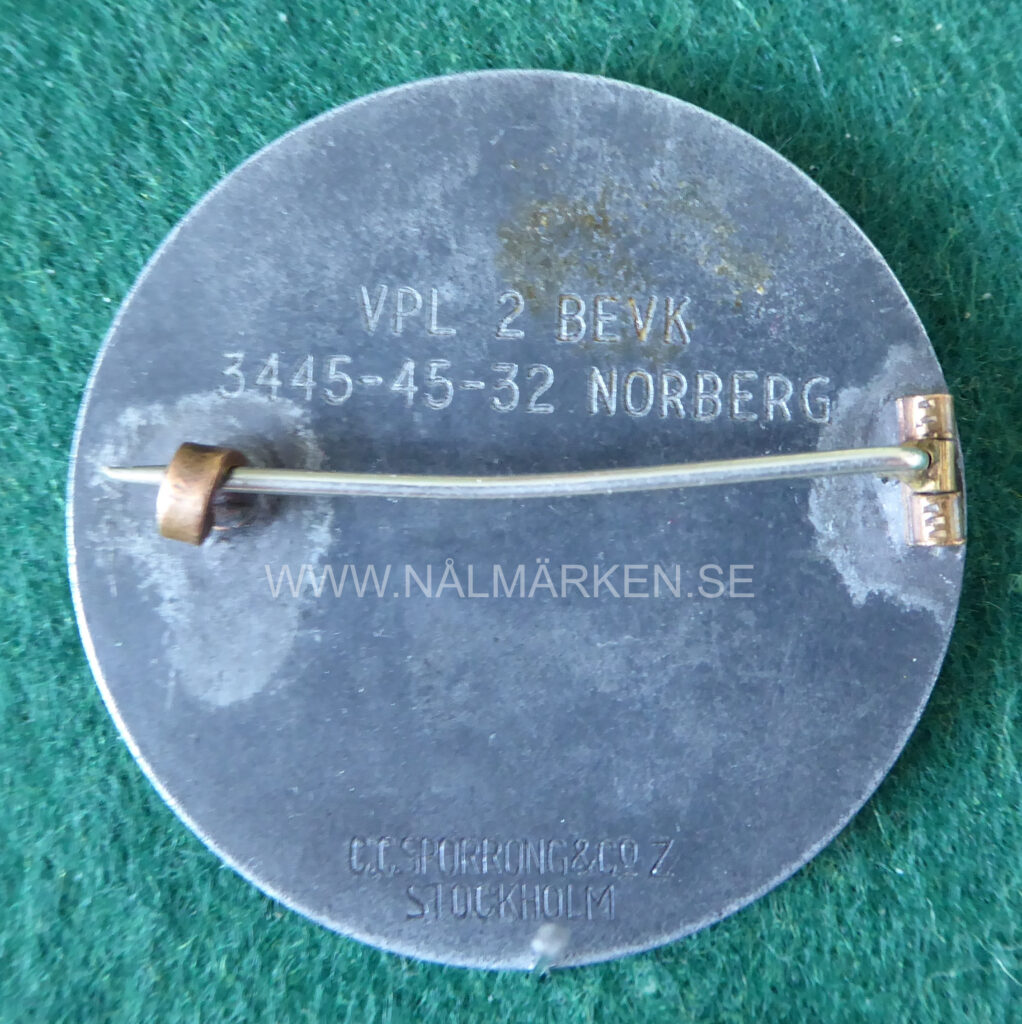 VPL 2 BEVK
3445-45-32 NORBERG
WWW.NÅLMÄRKEN.SE
C.C.SPORRONG&CO Z
STOCKHOLM